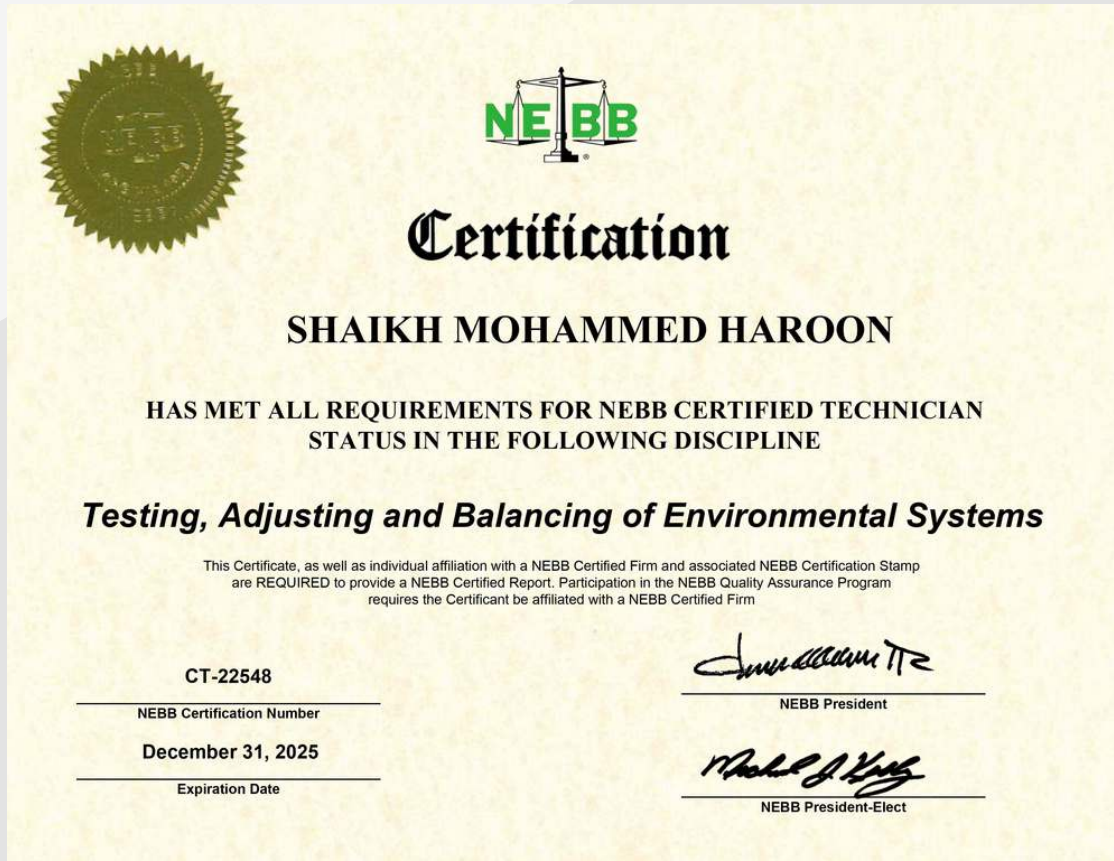 NEBB
NEBB
Certification
SHAIKH MOHAMMED HAROON
HAS MET ALL REQUIREMENTS FOR NEBB CERTIFIED TECHNICIAN
STATUS IN THE FOLLOWING DISCIPLINE
Testing, Adjusting and Balancing of Environmental Systems
This Certificate, as well as individual affiliation with a NEBB Certified Firm and associated NEBB Certification Stamp
are REQUIRED to provide a NEBB Certified Report. Participation in the NEBB Quality Assurance Program
requires the Certificant be affiliated with a NEBB Certified Firm
CT-22548
NEBB Certification Number
December 31, 2025
Expiration Date
NEBB President
NEBB President-Elect